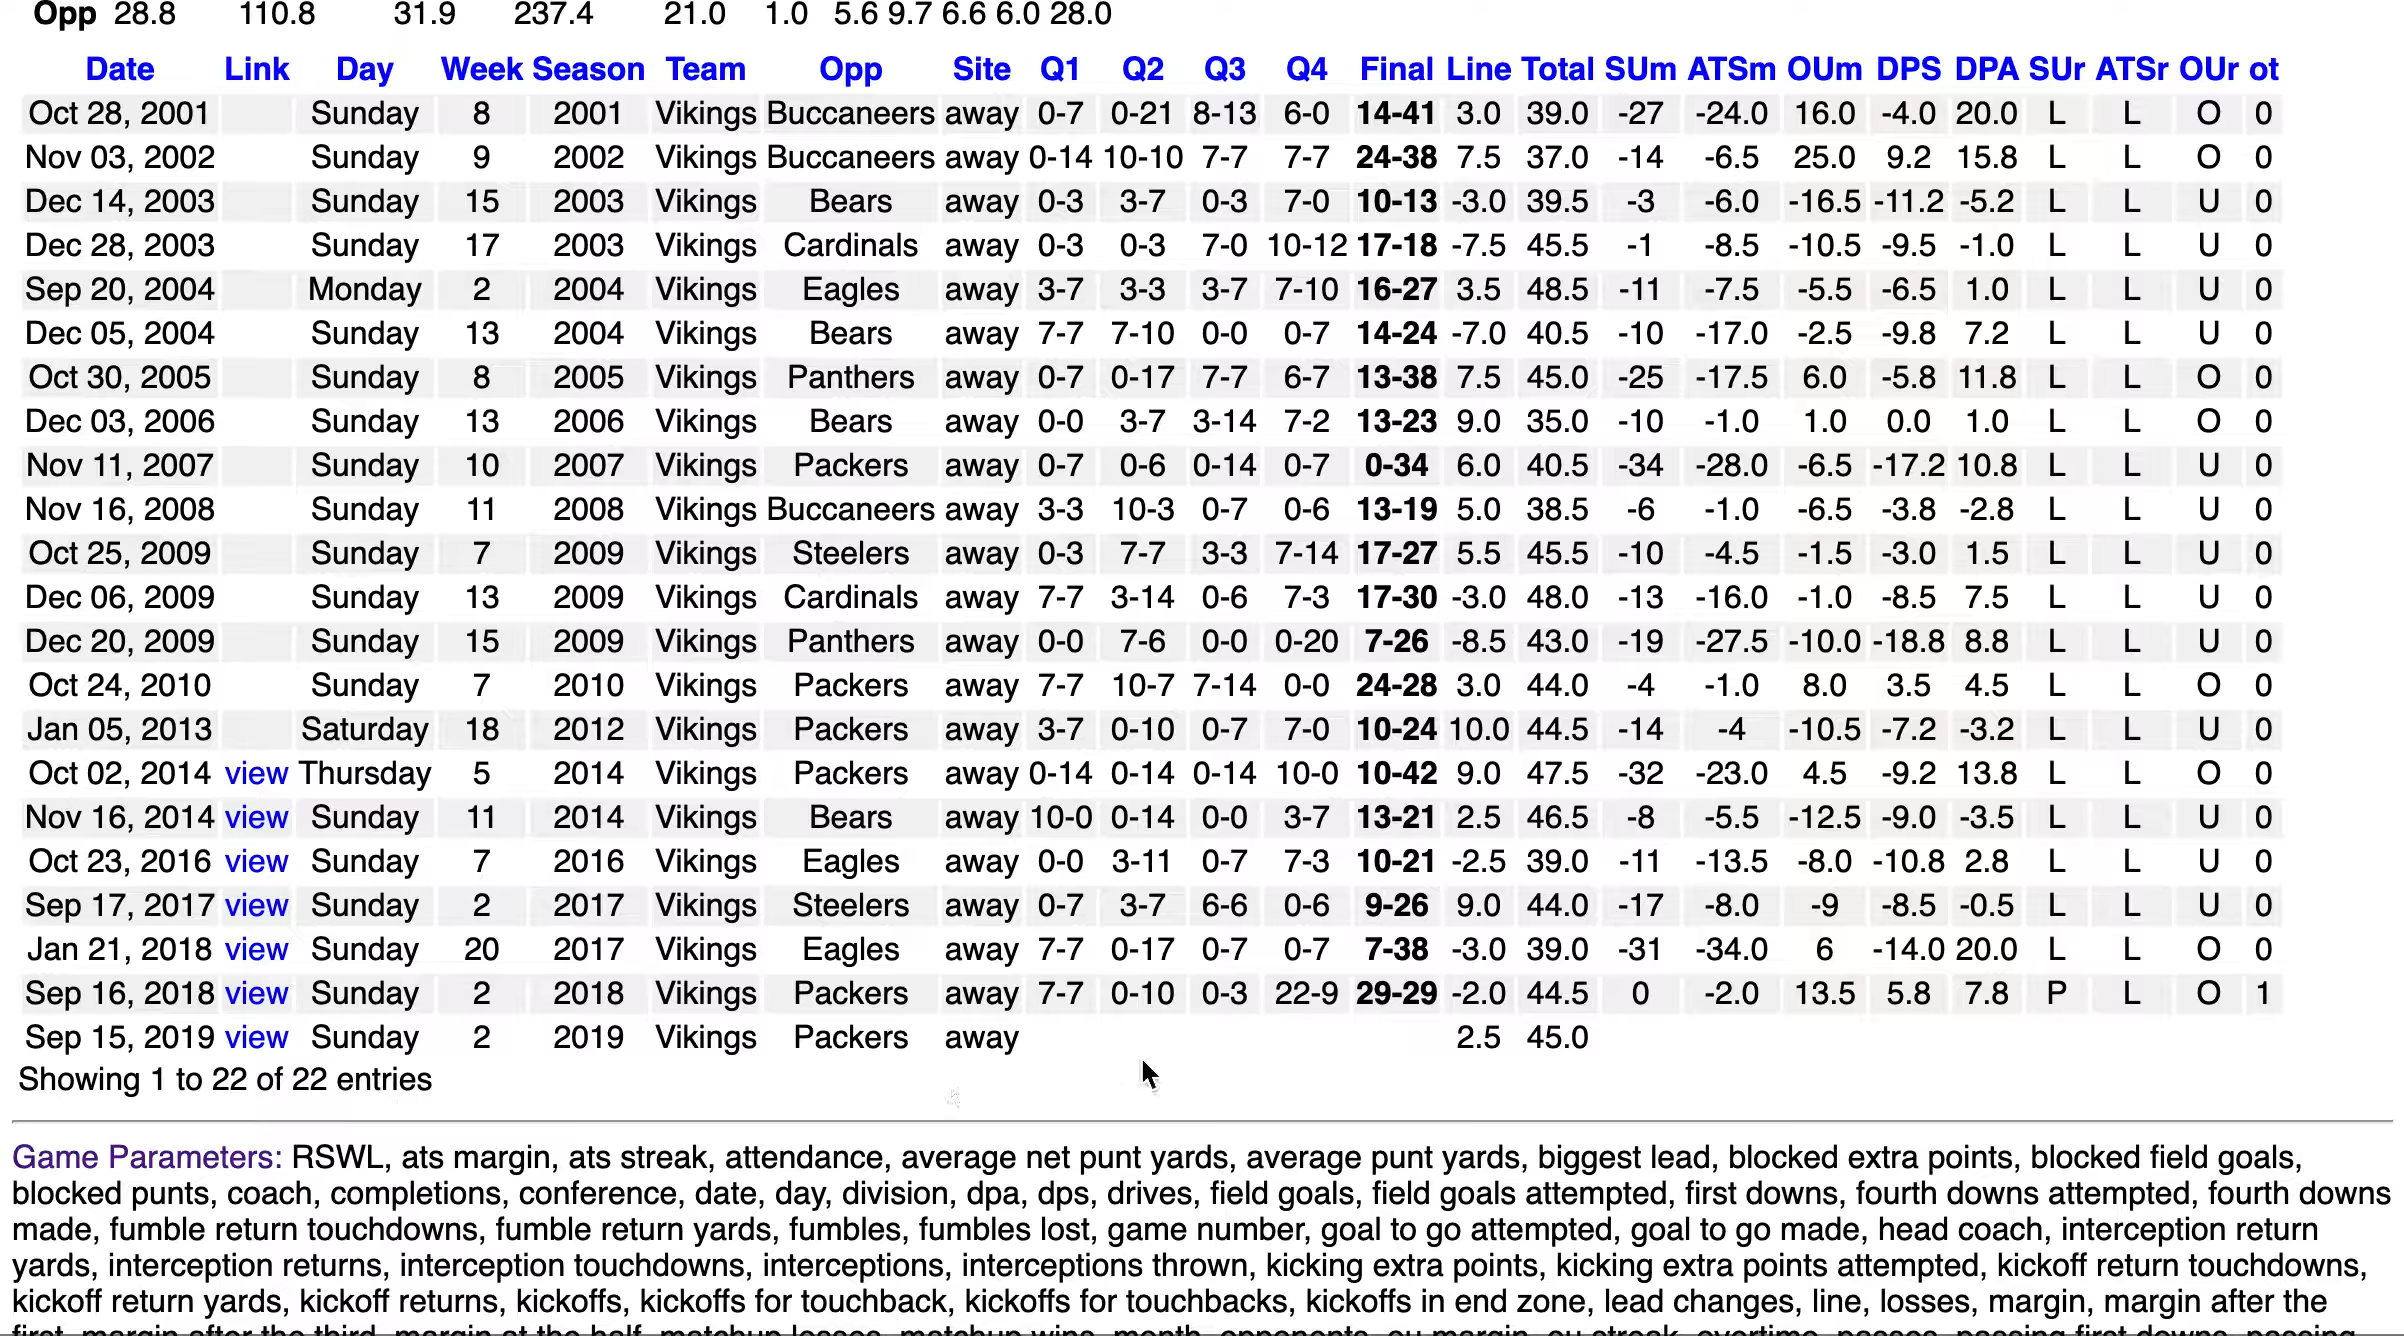 Opp 28.8 110.8 31.9 237.4 21.0 1.0 5.6 9.7 6.6 6.0 28.0
Date Link Day Week Season Team Opp Site Q1 Q2 Q3 Q4 Final Line Total SUm ATSm OUm DPS DPA SUr ATSr OUr ot
Oct 28, 2001 Sunday 8 2001 Vikings Buccaneers away 0-7 0-21 8-13 6-0 14-41 3.0 39.0 -27 -24.0 16.0 -4.0 20.0 L L O 0
Nov 03, 2002 Sunday 9 2002 Vikings Buccaneers away 0-14 10-10 7-7 7-7 24-38 7.5 37.0 -14 -6.5 25.0 9.2 15.8 L L O 0
Dec 14, 2003 Sunday 15 2003 Vikings Bears away 0-3 3-7 0-3 7-0 10-13 -3.0 39.5 -3 -6.0 -16.5 -11.2 -5.2 L L U 0
Dec 28, 2003 Sunday 17 2003 Vikings Cardinals away 0-3 0-3 7-0 10-12 17-18 -7.5 45.5 -1 -8.5 -10.5 -9.5 -1.0 L L U 0
Sep 20, 2004 Monday 2 2004 Vikings Eagles away 3-7 3-3 3-7 7-10 16-27 3.5 48.5 -11 -7.5 -5.5 -6.5 1.0 L L U 0
Dec 05, 2004 Sunday 13 2004 Vikings Bears away 7-7 7-10 0-0 0-7 14-24 -7.0 40.5 -10 -17.0 -2.5 -9.8 7.2 L L U 0
Oct 30, 2005 Sunday 8 2005 Vikings Panthers away 0-7 0-17 7-7 6-7 13-38 7.5 45.0 -25 -17.5 6.0 -5.8 11.8 L L O 0
Dec 03, 2006 Sunday 13 2006 Vikings Bears away 0-0 3-7 3-14 7-2 13-23 9.0 35.0 -10 -1.0 1.0 0.0 1.0 L L O 0
Nov 11, 2007 Sunday 10 2007 Vikings Packers away 0-7 0-6 0-14 0-7 0-34 6.0 40.5 -34 -28.0 -6.5 -17.2 10.8 L L U 0
Nov 16, 2008 Sunday 11 2008 Vikings Buccaneers away 3-3 10-3 0-7 0-6 13-19 5.0 38.5 -6 -1.0 -6.5 -3.8 -2.8 L L U 0
Oct 25, 2009 Sunday 7 2009 Vikings Steelers away 0-3 7-7 3-3 7-14 17-27 5.5 45.5 -10 -4.5 -1.5 -3.0 1.5 L L U 0
Dec 06, 2009 Sunday 13 2009 Vikings Cardinals away 7-7 3-14 0-6 7-3 17-30 -3.0 48.0 -13 -16.0 -1.0 -8.5 7.5 L L U 0
Dec 20, 2009 Sunday 15 2009 Vikings Panthers away 0-0 7-6 0-0 0-20 7-26 -8.5 43.0 -19 -27.5 -10.0 -18.8 8.8 L L U 0
Oct 24, 2010 Sunday 7 2010 Vikings Packers away 7-7 10-7 7-14 0-0 24-28 3.0 44.0 -4 -1.0 8.0 3.5 4.5 L L O 0
Jan 05, 2013 Saturday 18 2012 Vikings Packers away 3-7 0-10 0-7 7-0 10-24 10.0 44.5 -14 -4 -10.5 -7.2 -3.2 L L U 0
Oct 02, 2014 view Thursday 5 2014 Vikings Packers away 0-14 0-14 0-14 10-0 10-42 9.0 47.5 -32 -23.0 4.5 -9.2 13.8 L L O 0
Nov 16, 2014 view Sunday 11 2014 Vikings Bears away 10-0 0-14 0-0 3-7 13-21 2.5 46.5 -8 -5.5 -12.5 -9.0 -3.5 L L U 0
Oct 23, 2016 view Sunday 7 2016 Vikings Eagles away 0-0 3-11 0-7 7-3 10-21 -2.5 39.0 -11 -13.5 -8.0 -10.8 2.8 L L U 0
Sep 17, 2017 view Sunday 2 2017 Vikings Steelers away 0-7 3-7 6-6 0-6 9-26 9.0 44.0 -17 -8.0 -9 -8.5 -0.5 L L U 0
Jan 21, 2018 view Sunday 20 2017 Vikings Eagles away 7-7 0-17 0-7 0-7 7-38 -3.0 39.0 -31 -34.0 6 -14.0 20.0 L L O 0
Sep 16, 2018 view Sunday 2 2018 Vikings Packers away 7-7 0-10 0-3 22-9 29-29 -2.0 44.5 0 -2.0 13.5 5.8 7.8 P L O 1
Sep 15, 2019 view Sunday 2 2019 Vikings Packers away 2.5 45.0
Showing 1 to 22 of 22 entries
Game Parameters: RSWL, ats margin, ats streak, attendance, average net punt yards, average punt yards, biggest lead, blocked extra points, blocked field goals,
blocked punts, coach, completions, conference, date, day, division, dpa, dps, drives, field goals, field goals attempted, first downs, fourth downs attempted, fourth downs
made, fumble return touchdowns, fumble return yards, fumbles, fumbles lost, game number, goal to go attempted, goal to go made, head coach, interception return
yards, interception returns, interception touchdowns, interceptions, interceptions thrown, kicking extra points, kicking extra points attempted, kickoff return touchdowns,
kickoff return yards, kickoff returns, kickoffs, kickoffs for touchback, kickoffs for touchbacks, kickoffs in end zone, lead changes, line, losses, margin, margin after the
first, margin after the third, margin at the half, matchup losses, matchup wins, month, opponents, ou margin, ou streak, overtime, passes, passing first downs, passing